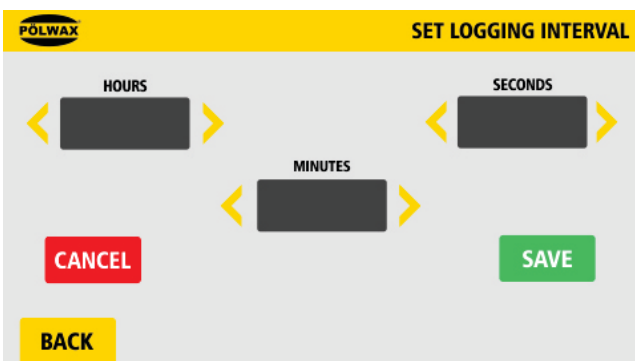 PÖLWAX
SET LOGGING INTERVAL
HOURS
SECONDS
MINUTES
CANCEL
SAVE
BACK